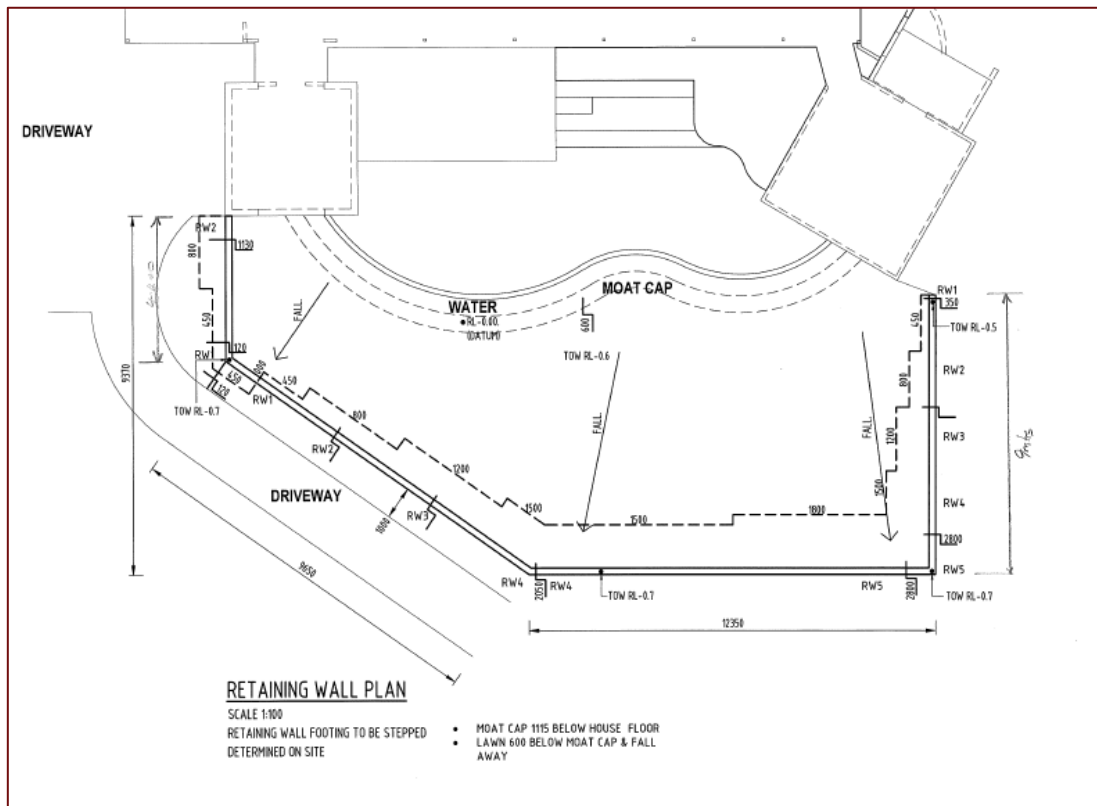 DRIVEWAY
RW2
1130
800
450
120
RW1
450
120
TOW RL-0.7
9370
FALL
WATER
RL-0.00.
(DATUM)
MOAT CAP
600
TOW RL-0.6
FALL
FALL
RW1
350
TOW RL-0.5
450
RW2
800
1200
RW3
1500
RW4
2800
RW5
TOW RL-0.7
9mts
RW1
450
800
RW2
1200
RW3
1500
1500
1800
DRIVEWAY
1000
9650
RW4
2050
RW4
TOW RL-0.7
RW5
2800
12350
RETAINING WALL PLAN
SCALE 1:100
RETAINING WALL FOOTING TO BE STEPPED
DETERMINED ON SITE
• MOAT CAP 1115 BELOW HOUSE FLOOR
• LAWN 600 BELOW MOAT CAP & FALL
AWAY